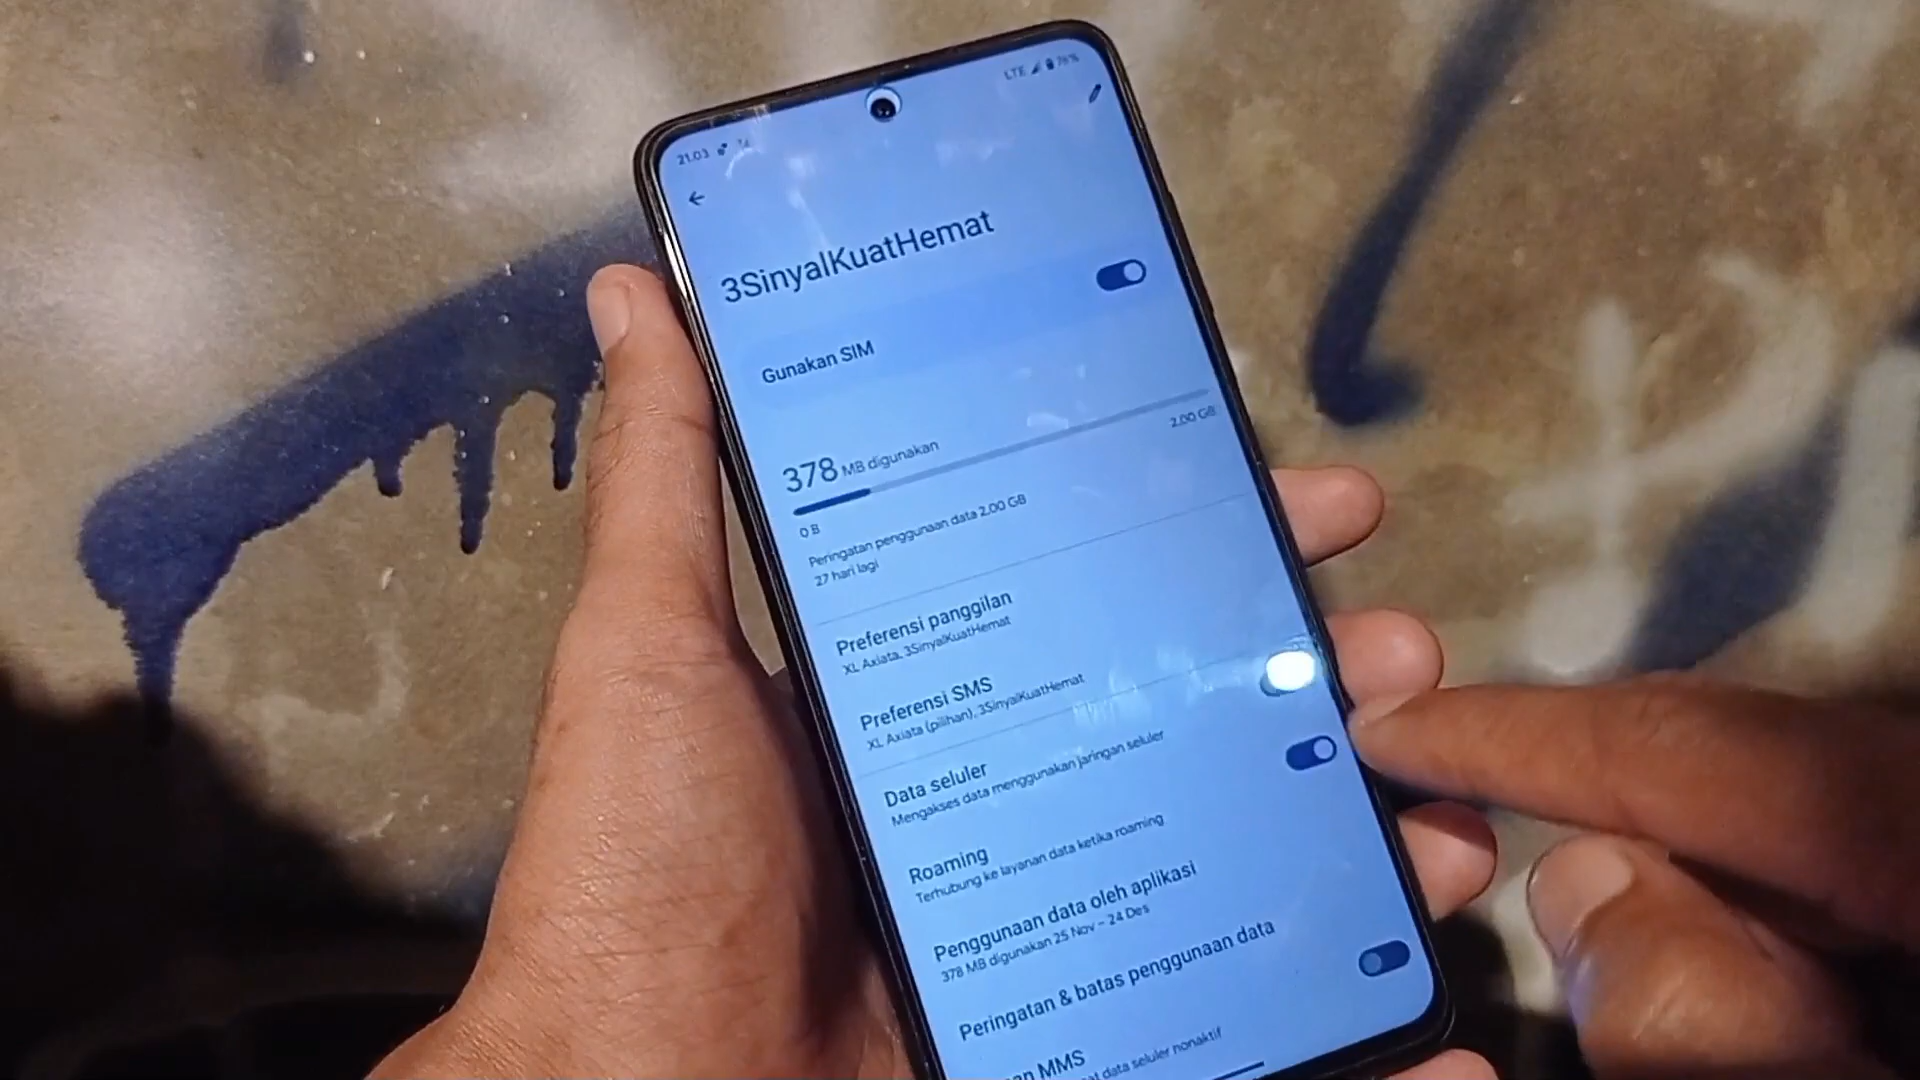 21.03
LTE 76%
3SinyalKuatHemat
Gunakan SIM
378 MB digunakan
0 B
2.00 GB
Peringatan penggunaan data 2.00 GB
27 hari lagi
Preferensi panggilan
XL Axiata, 3SinyalKuatHemat
Preferensi SMS
XL Axiata (pilihan), 3SinyalKuatHemat
Data seluler
Mengakses data menggunakan jaringan seluler
Roaming
Terhubung ke layanan data ketika roaming
Penggunaan data oleh aplikasi
378 MB digunakan 25 Nov – 24 Des
Peringatan & batas penggunaan data
MMS
data seluler nonaktif